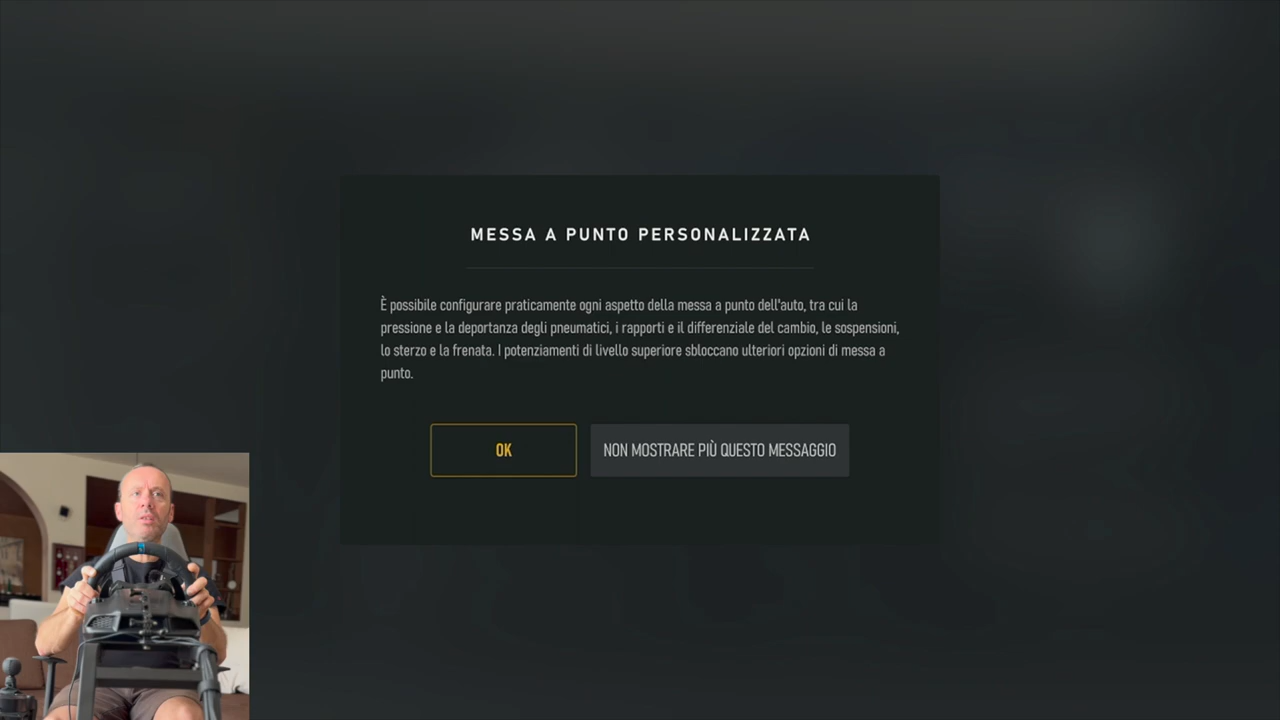 MESSA A PUNTO PERSONALIZZATA
È possibile configurare praticamente ogni aspetto della messa a punto dell'auto, tra cui la
pressione e la deportanza degli pneumatici, i rapporti e il differenziale del cambio, le sospensioni,
lo sterzo e la frenata. I potenziamenti di livello superiore sbloccano ulteriori opzioni di messa a
punto.
OK
NON MOSTRARE PIÙ QUESTO MESSAGGIO